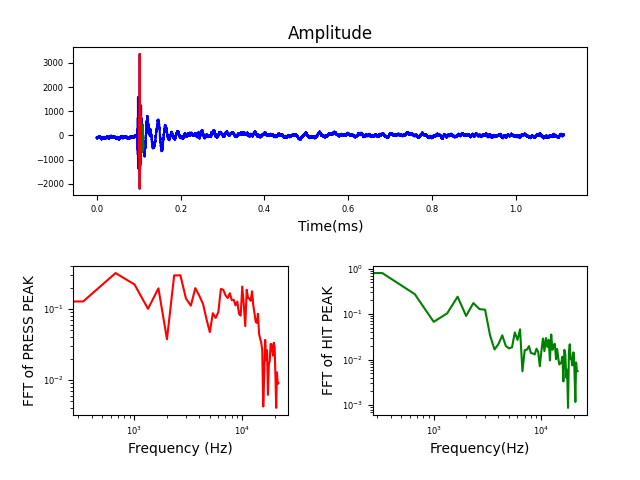 Amplitude
3000
2000
1000
0
−1000
−2000
0.0 0.2 0.4 0.6 0.8 1.0
Time(ms)
FFT of PRESS PEAK
10⁻¹
10⁻²
10³ 10⁴
Frequency (Hz)
FFT of HIT PEAK
10⁰
10⁻¹
10⁻²
10⁻³
10³ 10⁴
Frequency(Hz)